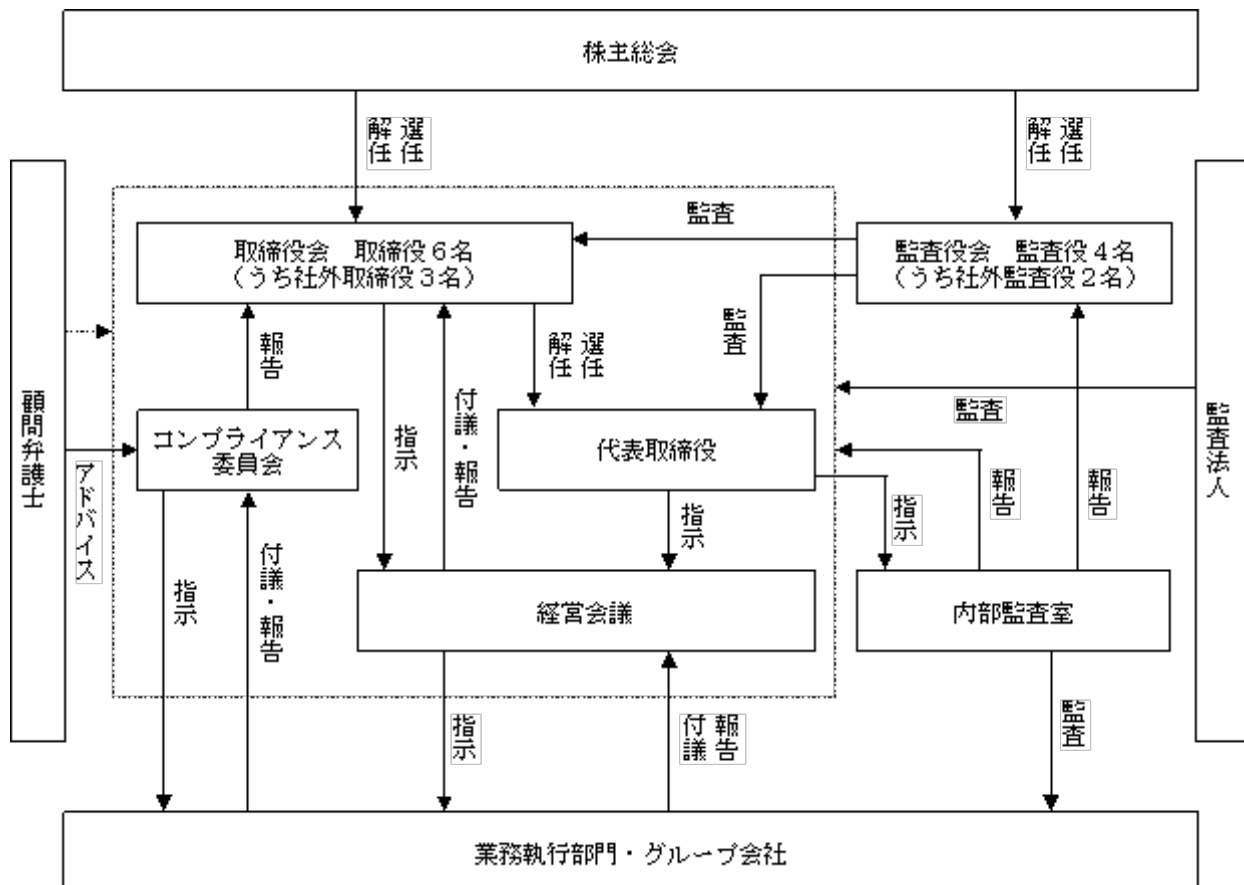 株主総会
選任
解任
選任
解任
監査
取締役会　取締役６名
（うち社外取締役３名）
監査役会　監査役４名
（うち社外監査役２名）
監査
報告
選任
解任
顧問弁護士
監査法人
付議・報告
指示
監査
コンプライアンス
委員会
代表取締役
アドバイス
報告
報告
指示
指示
付議・報告
指示
経営会議
内部監査室
指示
報告
付議
監査
業務執行部門・グループ会社